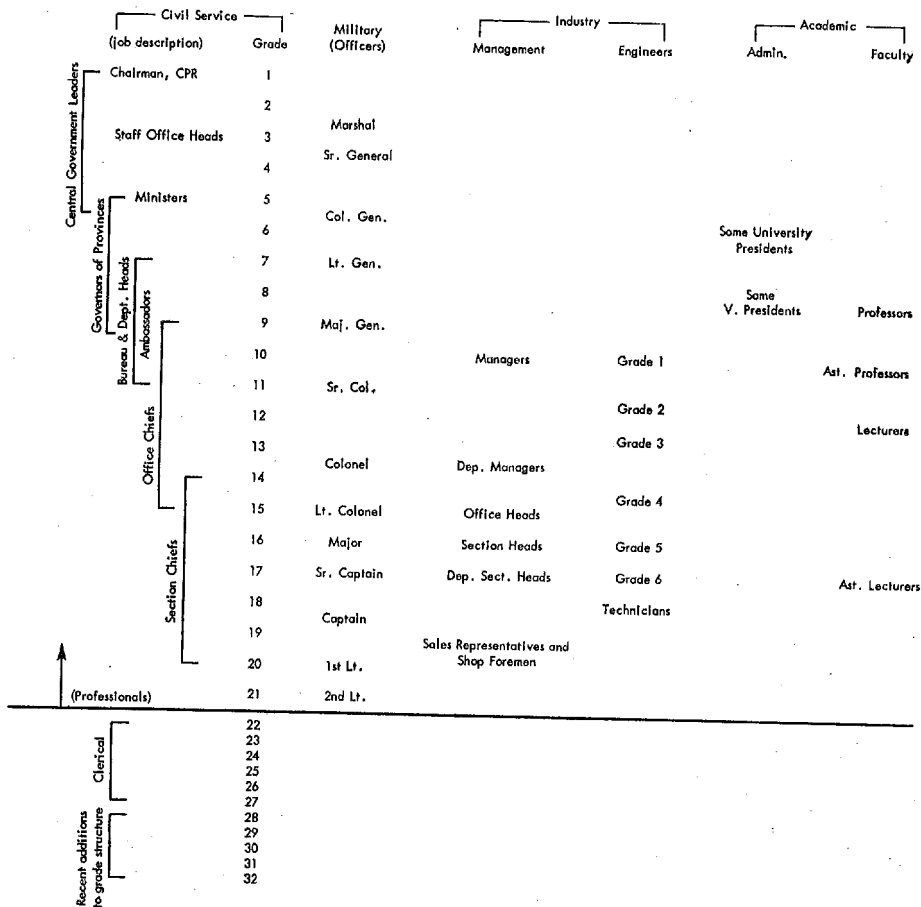 Civil Service
Industry
Academic
Military
(Officers)
(job description)
Grade
Management
Engineers
Admin.
Faculty
Central Government Leaders
Chairman, CPR
1
2
Marshal
Staff Office Heads
3
Sr. General
4
Governors of Provinces
Ministers
5
Col. Gen.
6
Some University
Presidents
Bureau & Dept. Heads
Ambassadors
7
Lt. Gen.
8
Some
V. Presidents
Professors
Office Chiefs
9
Maj. Gen.
10
Managers
Grade 1
Ast. Professors
11
Sr. Col.
12
Grade 2
Lecturers
13
Grade 3
Colonel
Dep. Managers
Section Chiefs
14
Grade 4
15
Lt. Colonel
Office Heads
16
Major
Section Heads
Grade 5
17
Sr. Captain
Dep. Sect. Heads
Grade 6
Ast. Lecturers
18
Technicians
Captain
19
Sales Representatives and
Shop Foremen
20
1st Lt.
(Professionals)
21
2nd Lt.
Clerical
22
23
24
25
26
27
Recent additions
to grade structure
28
29
30
31
32